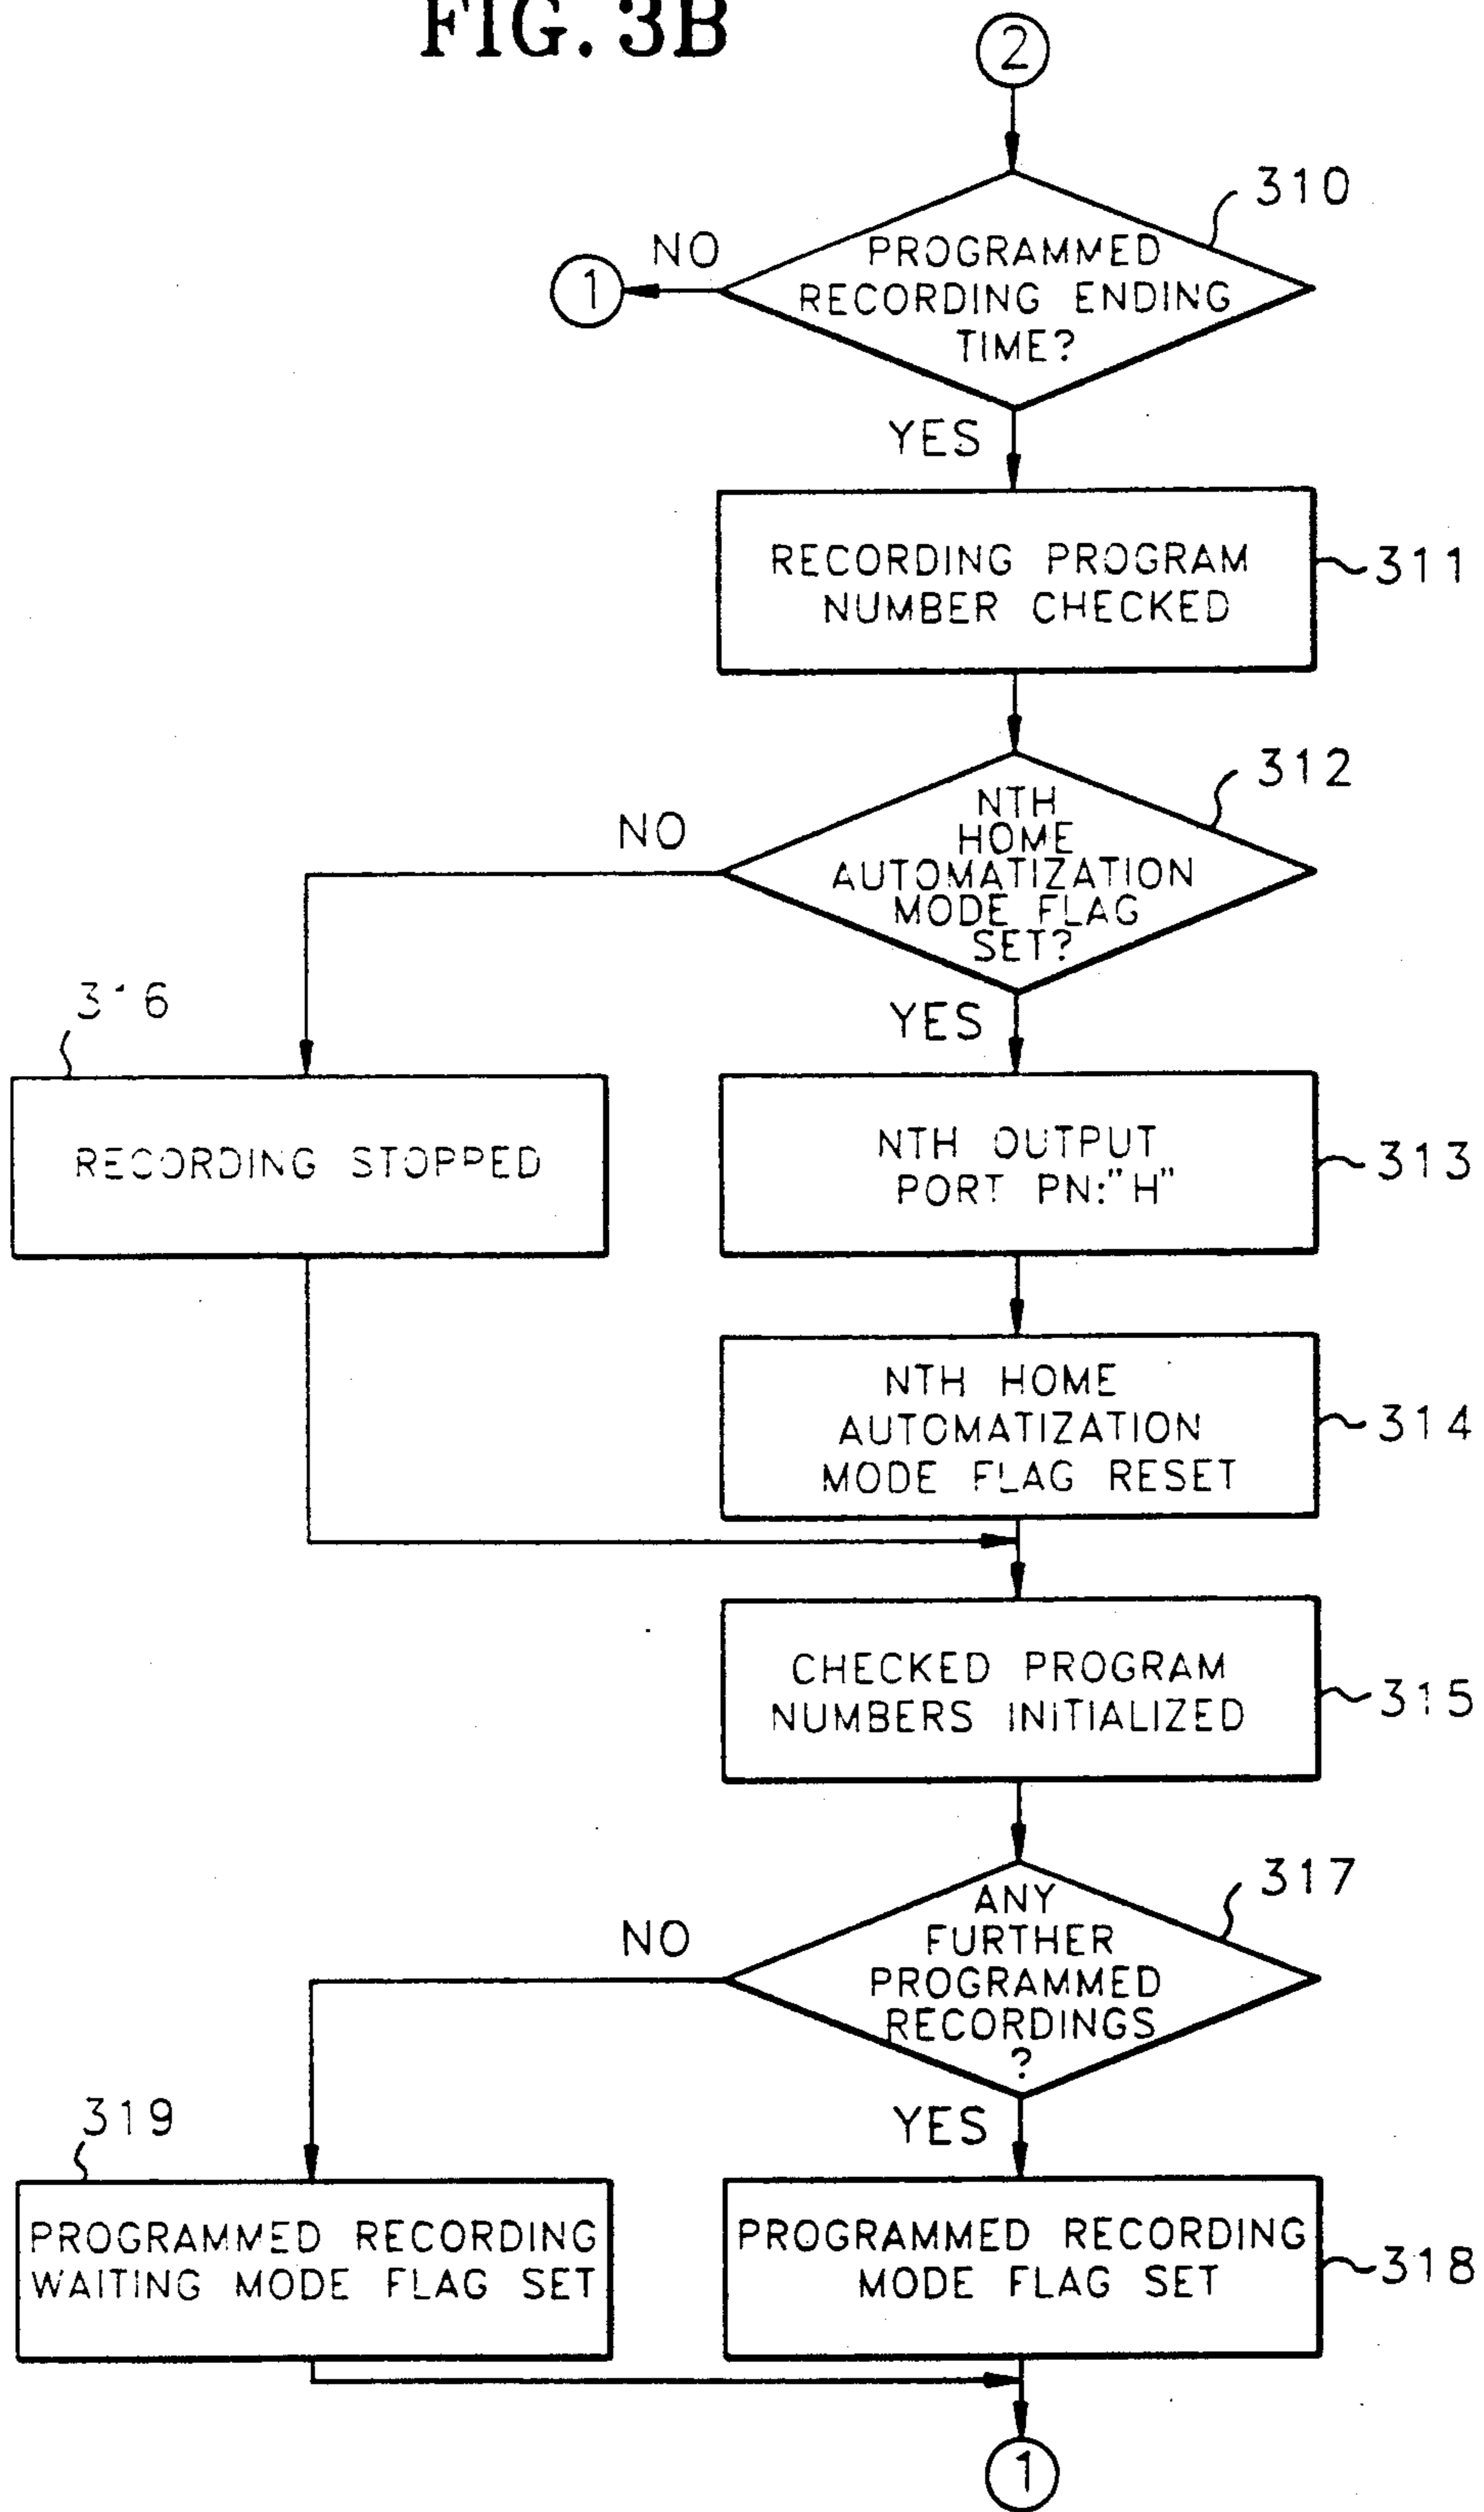 FIG. 3B
2
310
PROGRAMMED
RECORDING ENDING
TIME?
NO
1
YES
RECORDING PROGRAM
NUMBER CHECKED
311
312
NTH
HOME
AUTOMATIZATION
MODE FLAG
SET?
NO
YES
316
RECORDING STOPPED
NTH OUTPUT
PORT PN:"H"
313
NTH HOME
AUTOMATIZATION
MODE FLAG RESET
314
CHECKED PROGRAM
NUMBERS INITIALIZED
315
317
ANY
FURTHER
PROGRAMMED
RECORDINGS
?
NO
YES
319
PROGRAMMED RECORDING
WAITING MODE FLAG SET
PROGRAMMED RECORDING
MODE FLAG SET
318
1